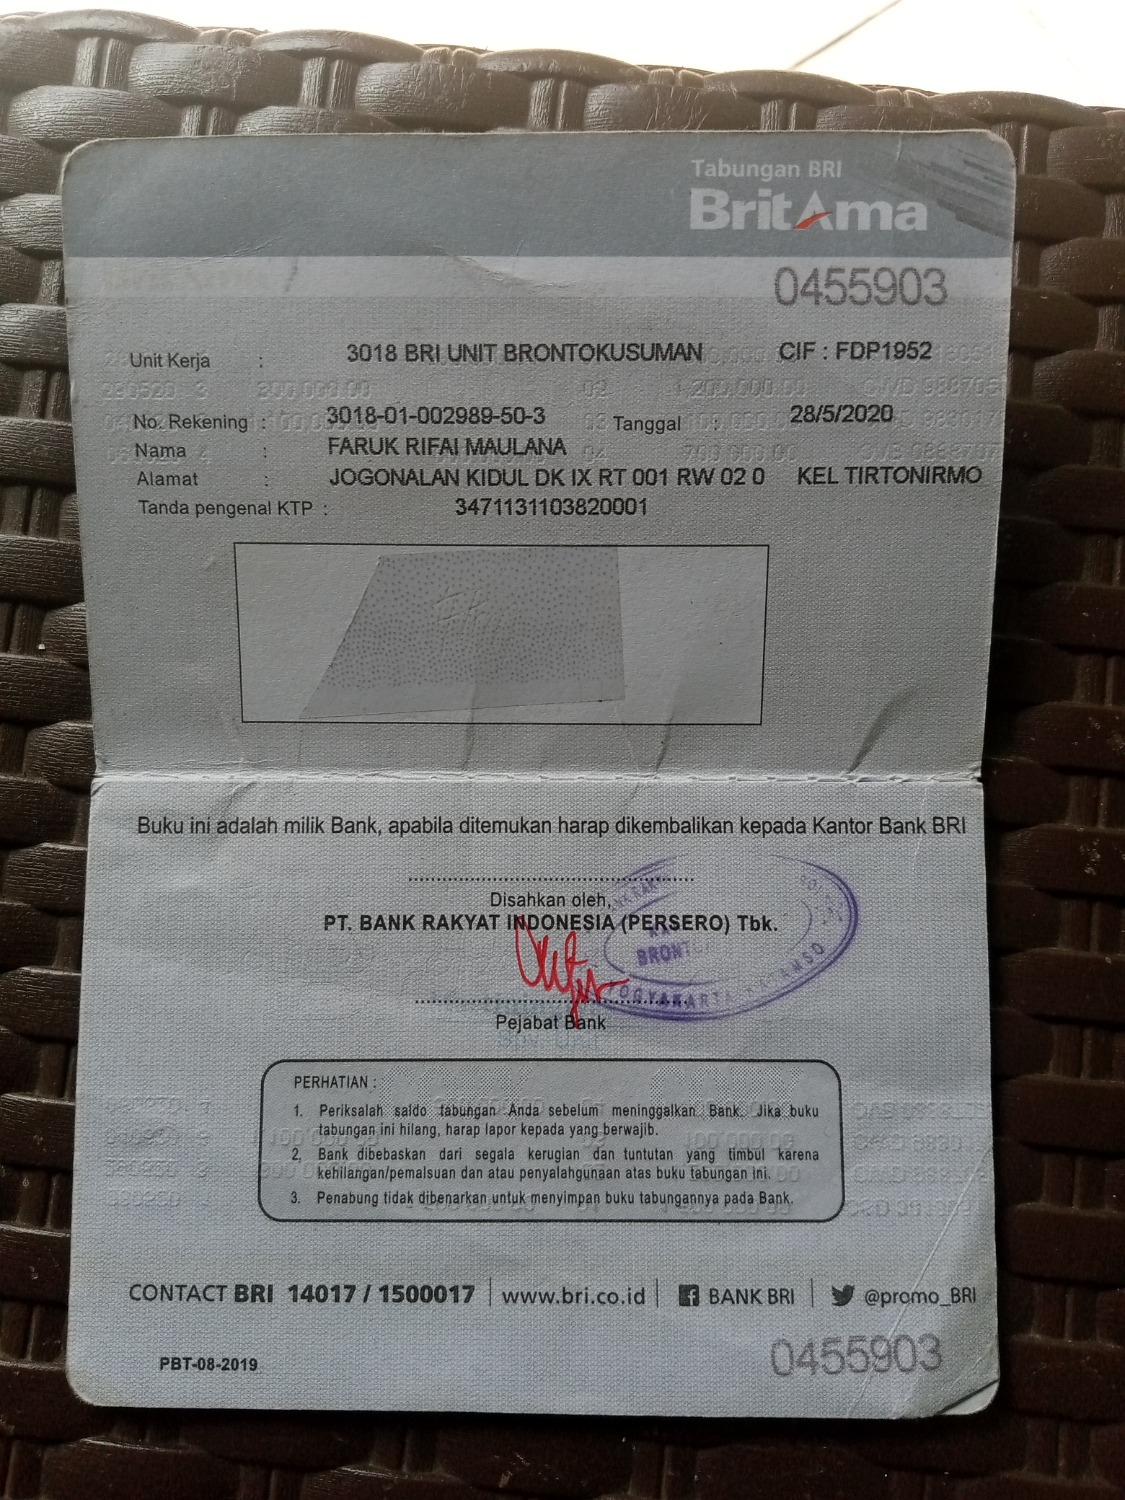 Tabungan BRI
BritAma
0455903
Unit Kerja : 3018 BRI UNIT BRONTOKUSUMAN CIF : FDP1952
No. Rekening : 3018-01-002989-50-3 Tanggal : 28/5/2020
Nama : FARUK RIFAI MAULANA
Alamat : JOGONALAN KIDUL DK IX RT 001 RW 02 0 KEL TIRTONIRMO
Tanda pengenal KTP : 3471131103820001
Buku ini adalah milik Bank, apabila ditemukan harap dikembalikan kepada Kantor Bank BRI
Disahkan oleh,
PT. BANK RAKYAT INDONESIA (PERSERO) Tbk.
YOGYAKARTA
Pejabat Bank
PERHATIAN :
1. Periksalah saldo tabungan Anda sebelum meninggalkan Bank. Jika buku
tabungan ini hilang, harap lapor kepada yang berwajib.
2, Bank dibebaskan dari segala kerugian dan tuntutan yang timbul karena
kehilangan/pemalsuan dan atau penyalahgunaan atas buku tabungan ini.
3. Penabung tidak dibenarkan untuk menyimpan buku tabungannya pada Bank.
CONTACT BRI 14017 / 1500017 | www.bri.co.id | BANK BRI | @promo_BRI
0455903
PBT-08-2019